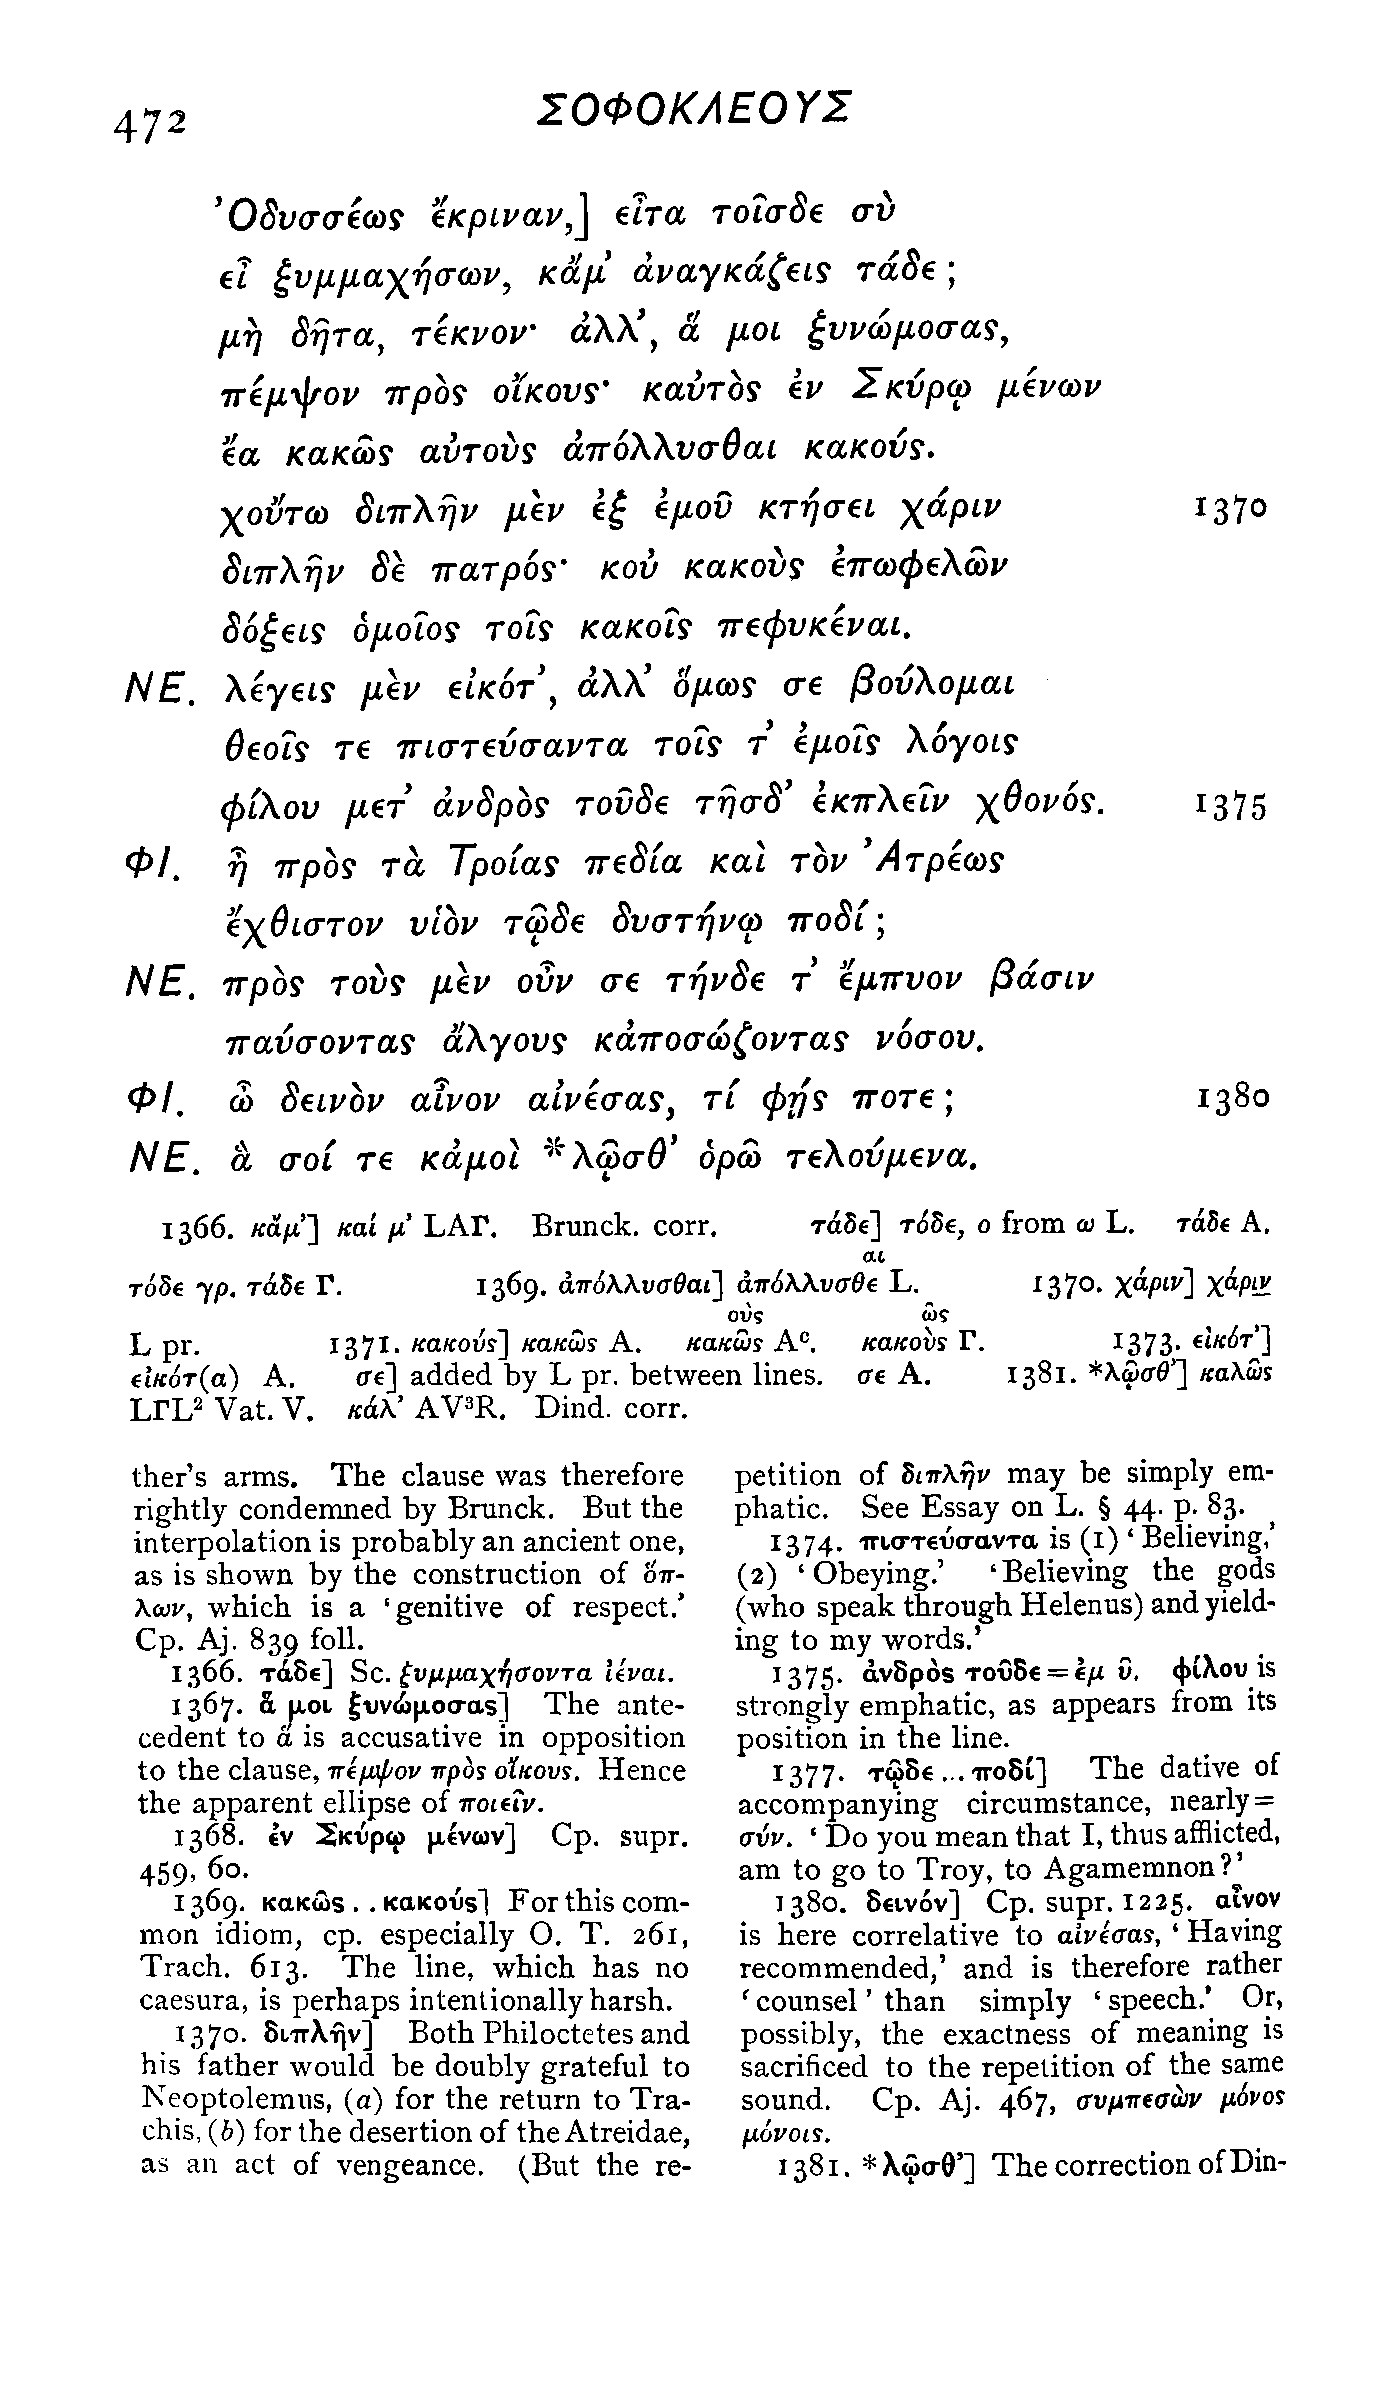 472 ΣΟΦΟΚΛΕΟΥΣ
Ὀδυσσέως ἔκριναν,] εἶτα τοῖσδε σὺ
εἶ ξυμμαχήσων, κἄμ’ ἀναγκάζεις τάδε;
μὴ δῆτα, τέκνον· ἀλλ’, ἅ μοι ξυνώμοσας,
πέμψον πρὸς οἴκους· καὐτὸς ἐν Σκύρῳ μένων
ἔα κακῶς αὐτοὺς ἀπόλλυσθαι κακούς.
χοὔτω διπλῆν μὲν ἐξ ἐμοῦ κτήσει χάριν 1370
διπλῆν δὲ πατρός· κοὐ κακοὺς ἐπωφελῶν
δόξεις ὁμοῖος τοῖς κακοῖς πεφυκέναι.
ΝΕ. λέγεις μὲν εἰκότ’, ἀλλ’ ὅμως σε βούλομαι
θεοῖς τε πιστεύσαντα τοῖς τ’ ἐμοῖς λόγοις
φίλου μετ’ ἀνδρὸς τοῦδε τῆσδ’ ἐκπλεῖν χθονός. 1375
ΦΙ. ἦ πρὸς τὰ Τροίας πεδία καὶ τὸν Ἀτρέως
ἔχθιστον υἱὸν τῷδε δυστήνῳ ποδί;
ΝΕ. πρὸς τοὺς μὲν οὖν σε τήνδε τ’ ἔμπυον βάσιν
παύσοντας ἄλγους κἀποσώζοντας νόσου.
ΦΙ. ὦ δεινὸν αἶνον αἰνέσας, τί φῄς ποτε; 1380
ΝΕ. ἃ σοί τε κἀμοὶ *λῷσθ’ ὁρῶ τελούμενα.
1366. κἄμ’] καί μ’ LAΓ. Brunck. corr. τάδε] τόδε, ο from ω L. τάδε A.
αι
τόδε γρ. τάδε Γ. 1369. ἀπόλλυσθαι] ἀπόλλυσθε L. 1370. χάριν] χάριν
οὺς ῶς
L pr. 1371. κακούς] κακῶς A. κακῶς Aᶜ. κακοὺς Γ. 1373. εἰκότ’]
εἰκότ(α) A. σε] added by L pr. between lines. σε A. 1381. *λῷσθ’] καλῶς
LΓL² Vat. V. κάλ’ AV³R. Dind. corr.
ther’s arms. The clause was therefore
rightly condemned by Brunck. But the
interpolation is probably an ancient one,
as is shown by the construction of ὅπ-
λων, which is a ‘genitive of respect.’
Cp. Aj. 839 foll.
1366. τάδε] Sc. ξυμμαχήσοντα ἰέναι.
1367. ἅ μοι ξυνώμοσας] The ante-
cedent to ἅ is accusative in opposition
to the clause, πέμψον πρὸς οἴκους. Hence
the apparent ellipse of ποιεῖν.
1368. ἐν Σκύρῳ μένων] Cp. supr.
459, 60.
1369. κακῶς . . κακούς] For this com-
mon idiom, cp. especially O. T. 261,
Trach. 613. The line, which has no
caesura, is perhaps intentionally harsh.
1370. διπλῆν] Both Philoctetes and
his father would be doubly grateful to
Neoptolemus, (a) for the return to Tra-
chis, (b) for the desertion of the Atreidae,
as an act of vengeance. (But the re-
petition of διπλῆν may be simply em-
phatic. See Essay on L. § 44. p. 83.
1374. πιστεύσαντα is (1) ‘Believing,’
(2) ‘Obeying.’ ‘Believing the gods
(who speak through Helenus) and yield-
ing to my words.’
1375. ἀνδρὸς τοῦδε = ἐμ ῦ. φίλου is
strongly emphatic, as appears from its
position in the line.
1377. τῷδε ... ποδί] The dative of
accompanying circumstance, nearly =
σύν. ‘Do you mean that I, thus afflicted,
am to go to Troy, to Agamemnon?’
1380. δεινόν] Cp. supr. 1225. αἶνον
is here correlative to αἰνέσας, ‘Having
recommended,’ and is therefore rather
‘counsel’ than simply ‘speech.’ Or,
possibly, the exactness of meaning is
sacrificed to the repetition of the same
sound. Cp. Aj. 467, συμπεσὼν μόνος
μόνοις.
1381. *λῷσθ’] The correction of Din-